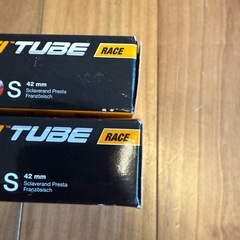 TUBE
RACE
S
42 mm
Sclaverand Presta
Französisch
TUBE
RACE
S
42 mm
Sclaverand Presta
Französisch